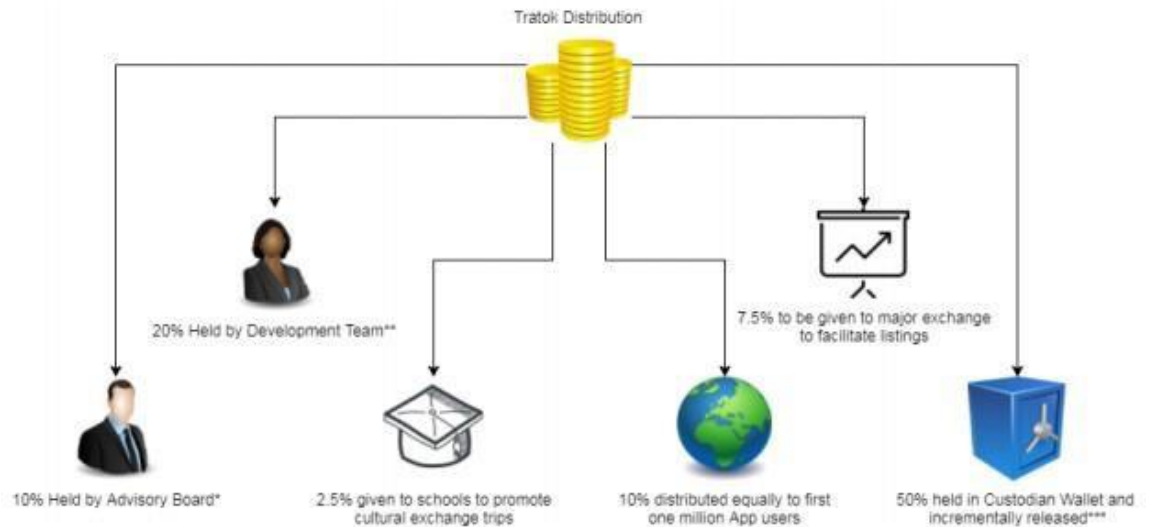 Tratok Distribution
20% Held by Development Team**
7.5% to be given to major exchange
to facilitate listings
10% Held by Advisory Board*
2.5% given to schools to promote
cultural exchange trips
10% distributed equally to first
one million App users
50% held in Custodian Wallet and
incrementally released***